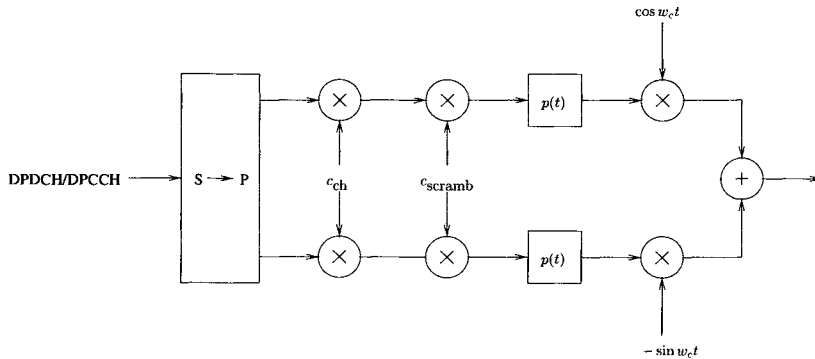 cos w_c t
p(t)
DPDCH/DPCCH
S → P
c_ch
c_scramb
+
p(t)
− sin w_c t